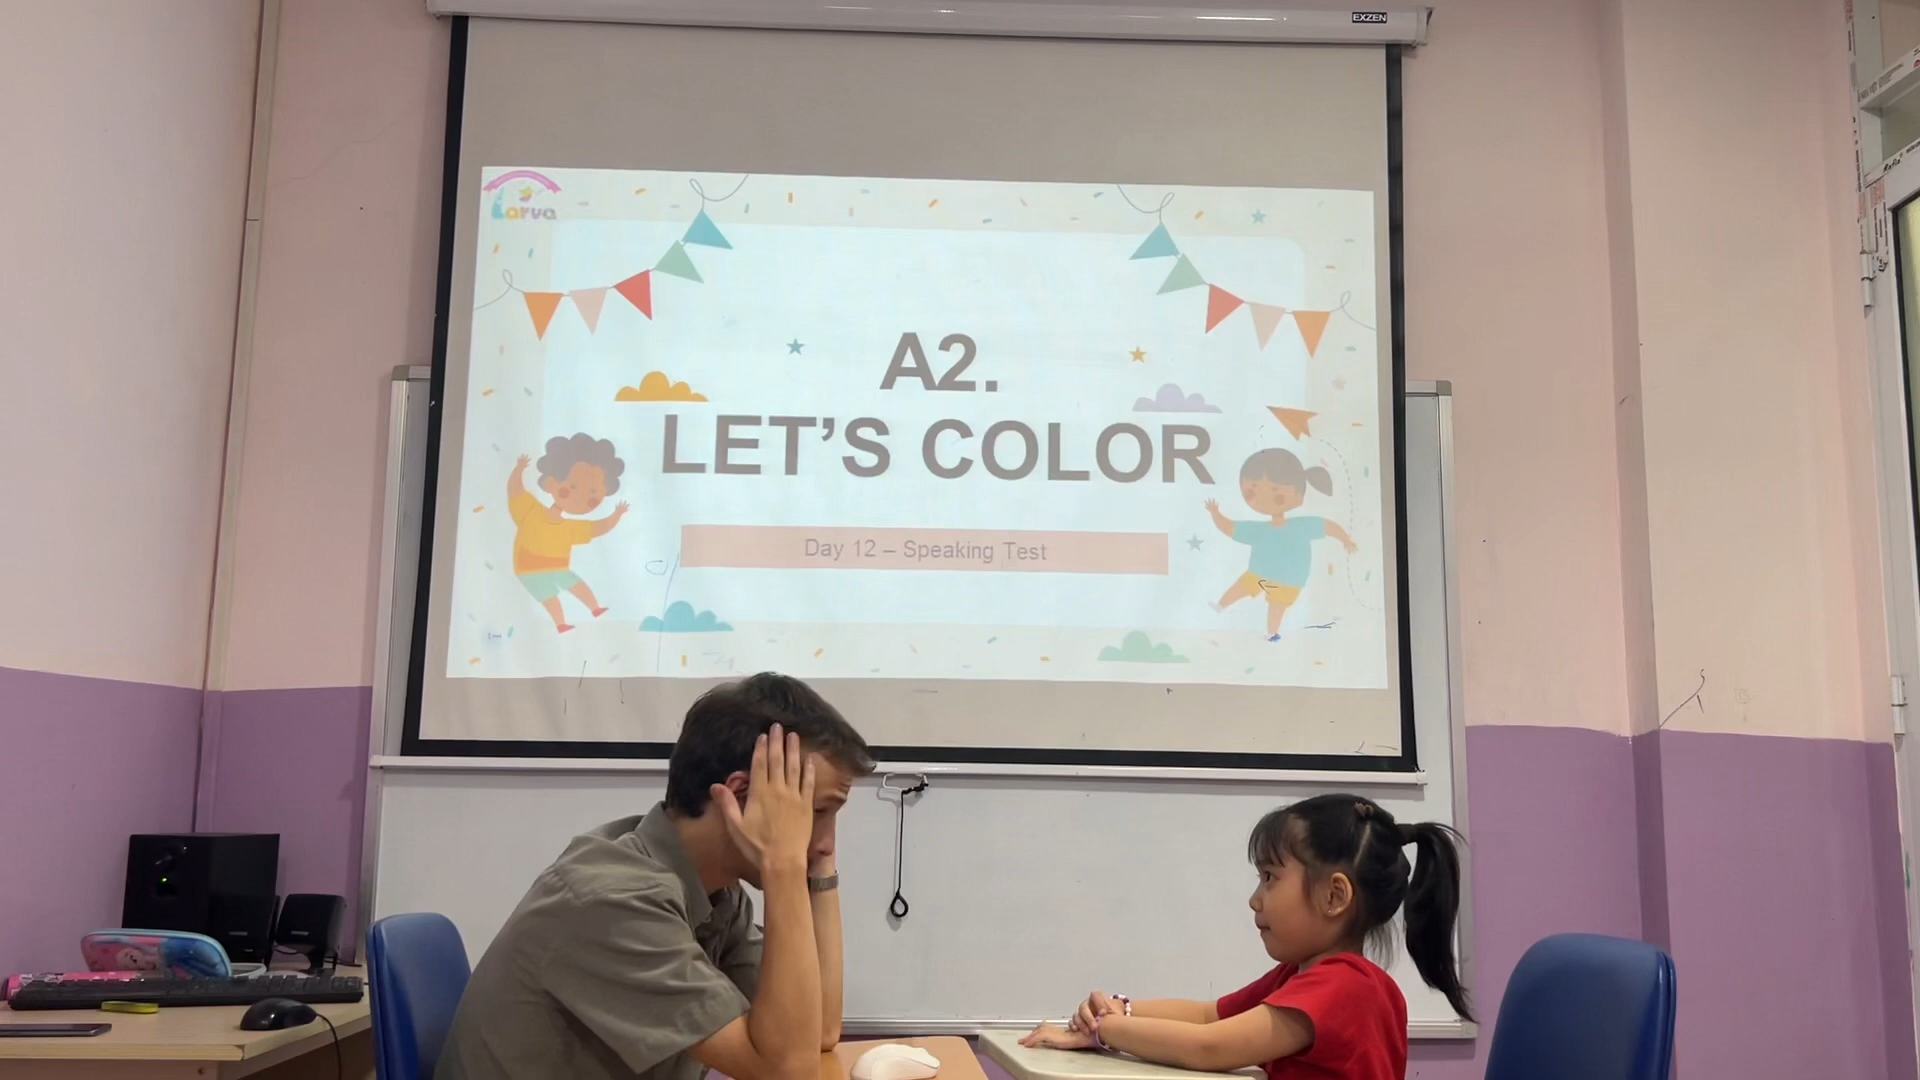 EXZEN
Larva
A2.
LET'S COLOR
Day 12 – Speaking Test